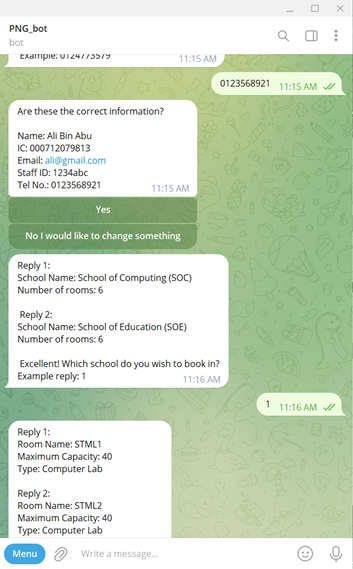 PNG_bot
bot
Example: 0124773579
11:15 AM
0123568921 11:15 AM
Are these the correct information?
Name: Ali Bin Abu
IC: 000712079813
Email: ali@gmail.com
Staff ID: 1234abc
Tel No.: 0123568921
11:15 AM
Yes
No I would like to change something
Reply 1:
School Name: School of Computing (SOC)
Number of rooms: 6
Reply 2:
School Name: School of Education (SOE)
Number of rooms: 6
Excellent! Which school do you wish to book in?
Example reply: 1
11:16 AM
1 11:16 AM
Reply 1:
Room Name: STML1
Maximum Capacity: 40
Type: Computer Lab
Reply 2:
Room Name: STML2
Maximum Capacity: 40
Type: Computer Lab
Menu
Write a message...